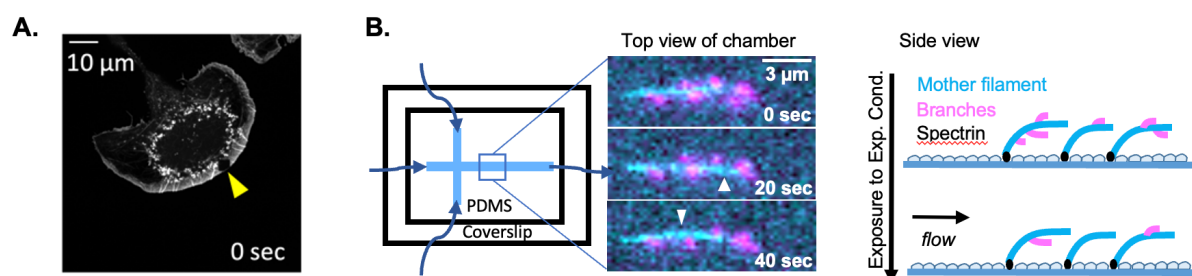 A.
10 µm
0 sec
B.
PDMS
Coverslip
Top view of chamber
3 µm
0 sec
20 sec
40 sec
Side view
Exposure to Exp. Cond.
Mother filament
Branches
Spectrin
flow